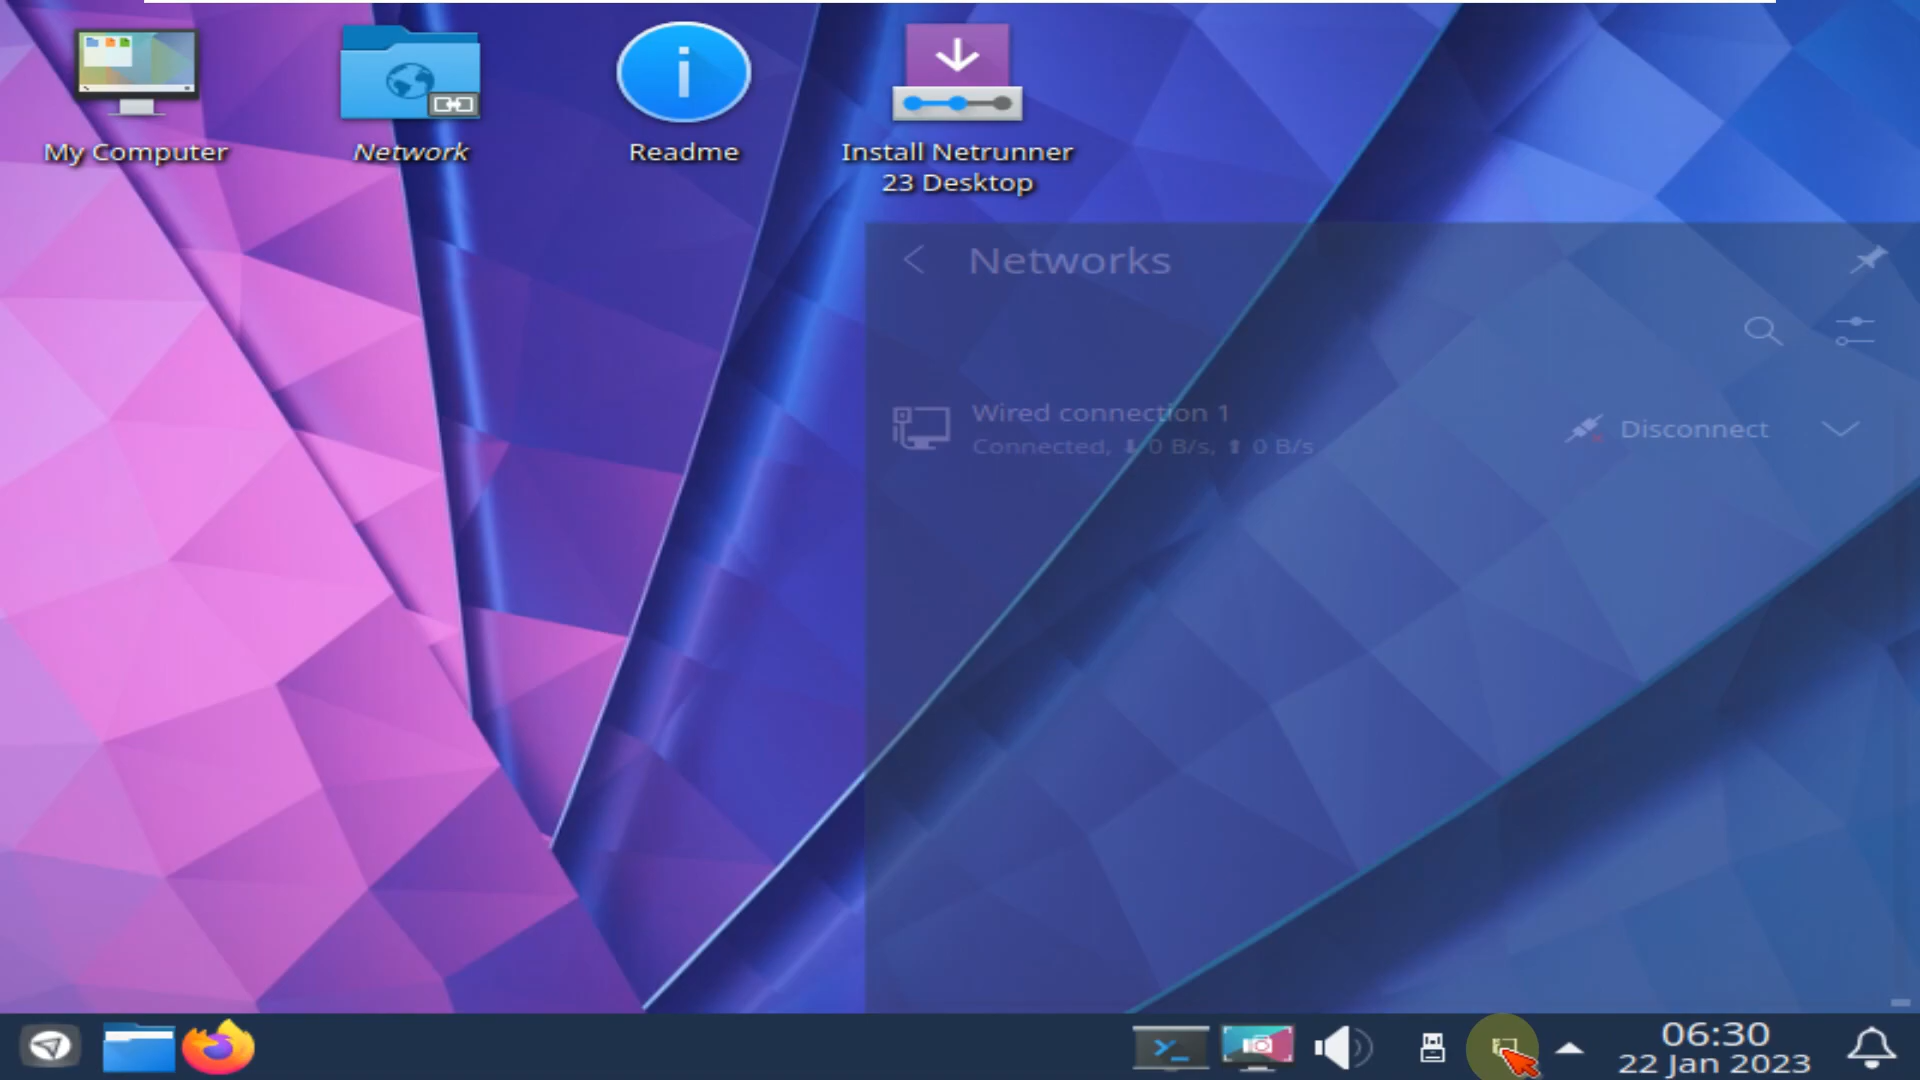 My Computer
Network
Readme
Install Netrunner
23 Desktop
Networks
Wired connection 1
Connected, ⬇ 0 B/s, ⬆ 0 B/s
Disconnect
06:30
22 Jan 2023